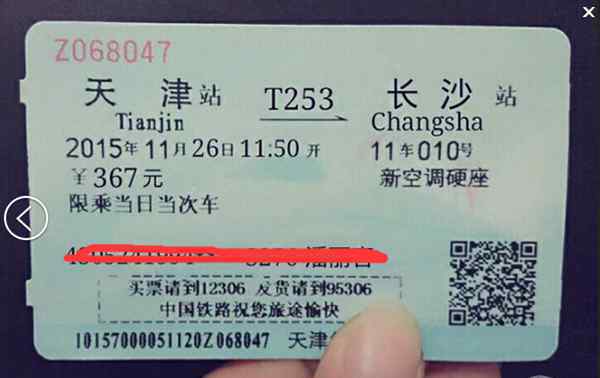 Z068047
天津站 T253 长沙站
Tianjin Changsha
2015年11月26日11:50开 11车010号
￥367元 新空调硬座
限乘当日当次车
买票请到12306 发货请到95306
中国铁路祝您旅途愉快
10157000051120Z068047 天津